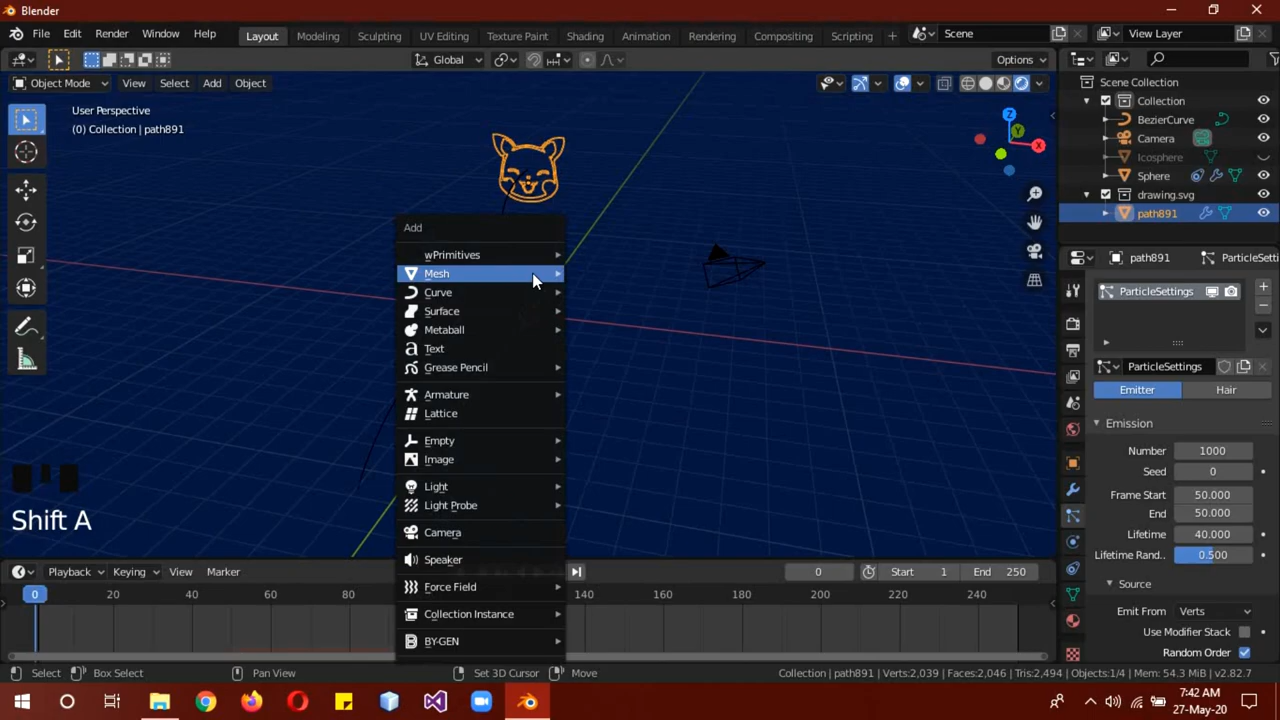 Blender
File Edit Render Window Help
Layout Modeling Sculpting UV Editing Texture Paint Shading Animation Rendering Compositing Scripting
Scene
View Layer
Global
Options
Object Mode View Select Add Object
User Perspective
(0) Collection | path891
Z
Y
X
Add
wPrimitives
Mesh
Curve
Surface
Metaball
Text
Grease Pencil
Armature
Lattice
Empty
Image
Light
Light Probe
Camera
Speaker
Force Field
Collection Instance
BY-GEN
Shift A
Scene Collection
Collection
BezierCurve
Camera
Icosphere
Sphere
drawing.svg
path891
path891 ParticleSetti
ParticleSettings
ParticleSettings
Emitter Hair
Emission
Number 1000
Seed 0
Frame Start 50.000
End 50.000
Lifetime 40.000
Lifetime Rand.. 0.500
Source
Emit From Verts
Use Modifier Stack
Random Order
Playback Keying View Marker
0 Start 1 End 250
0 20 40 60 80 140 160 180 200 220 240
Select Box Select Pan View Set 3D Cursor Move
Collection | path891 | Verts:2,039 | Faces:2,046 | Tris:2,494 | Objects:1/4 | Mem: 54.3 MiB | v2.82.7
7:42 AM
27-May-20